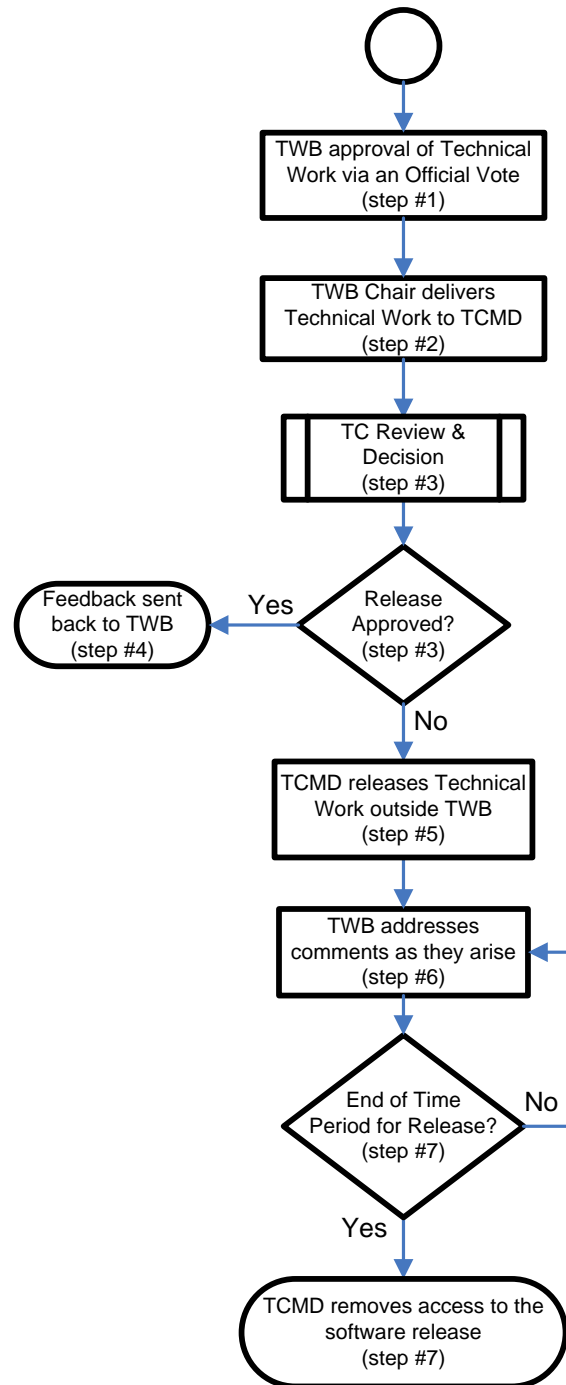 TWB approval of Technical
Work via an Official Vote
(step #1)
TWB Chair delivers
Technical Work to TCMD
(step #2)
TC Review &
Decision
(step #3)
Feedback sent
back to TWB
(step #4)
Yes
Release
Approved?
(step #3)
No
TCMD releases Technical
Work outside TWB
(step #5)
TWB addresses
comments as they arise
(step #6)
End of Time
Period for Release?
(step #7)
No
Yes
TCMD removes access to the
software release
(step #7)